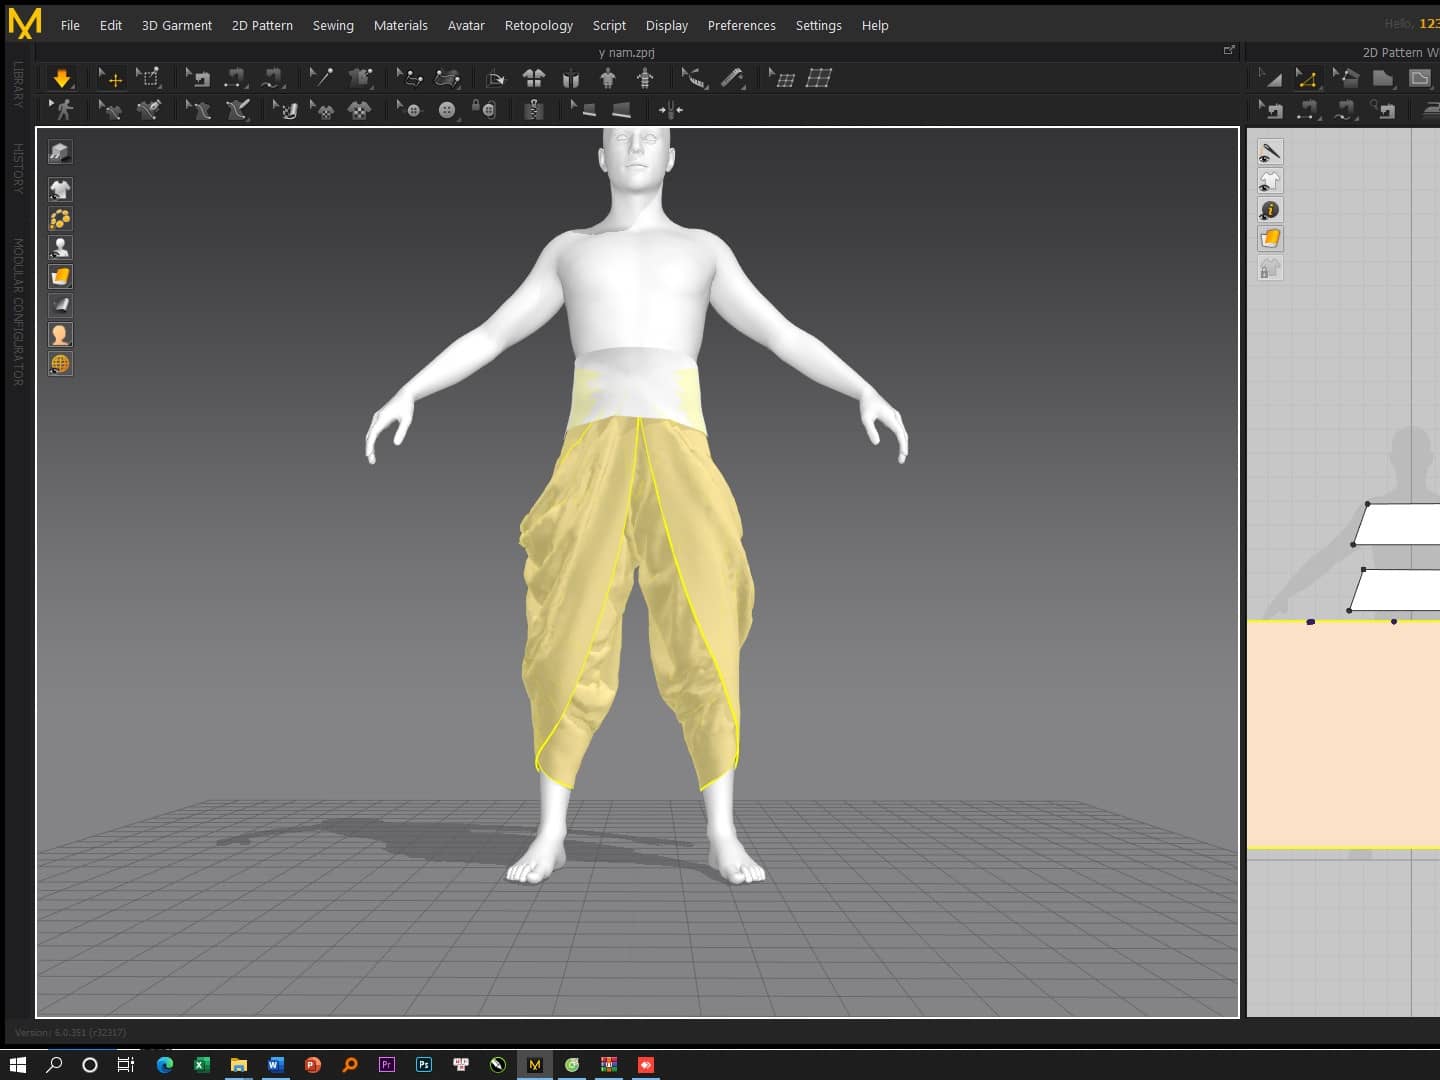 File Edit 3D Garment 2D Pattern Sewing Materials Avatar Retopology Script Display Preferences Settings Help
Hello, 123
y nam.zprj
2D Pattern W
LIBRARY
HISTORY
MODULAR CONFIGURATOR
Version: 6.0.351 (r32317)